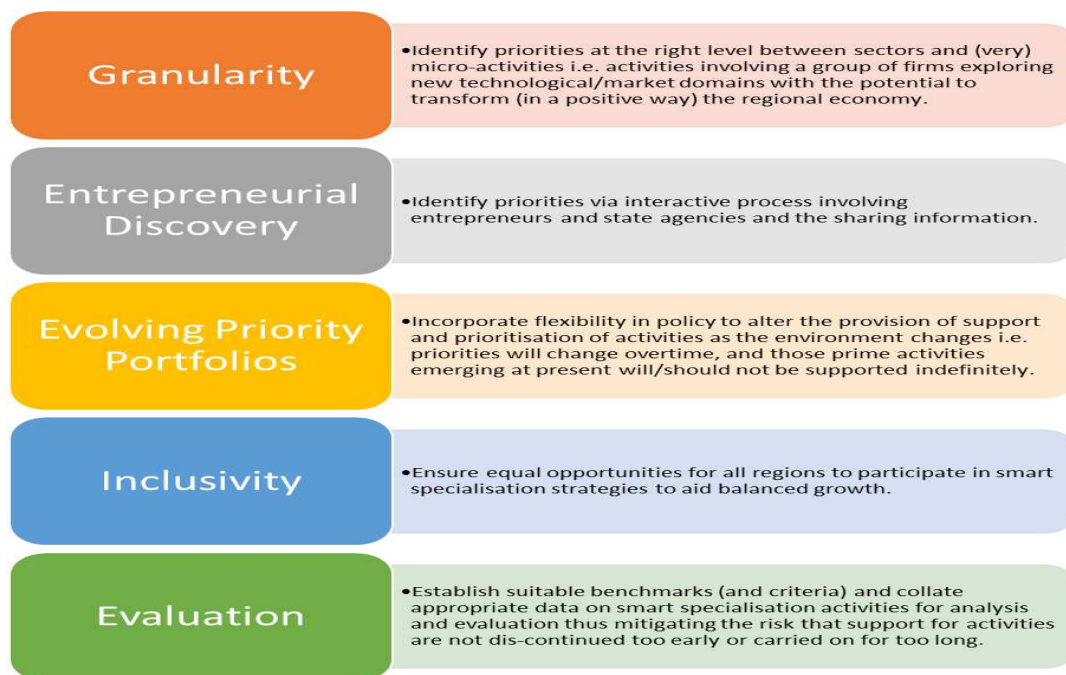 Granularity
•Identify priorities at the right level between sectors and (very)
micro-activities i.e. activities involving a group of firms exploring
new technological/market domains with the potential to
transform (in a positive way) the regional economy.
Entrepreneurial
Discovery
•Identify priorities via interactive process involving
entrepreneurs and state agencies and the sharing information.
Evolving Priority
Portfolios
•Incorporate flexibility in policy to alter the provision of support
and prioritisation of activities as the environment changes i.e.
priorities will change overtime, and those prime activities
emerging at present will/should not be supported indefinitely.
Inclusivity
•Ensure equal opportunities for all regions to participate in smart
specialisation strategies to aid balanced growth.
Evaluation
•Establish suitable benchmarks (and criteria) and collate
appropriate data on smart specialisation activities for analysis
and evaluation thus mitigating the risk that support for activities
are not dis-continued too early or carried on for too long.